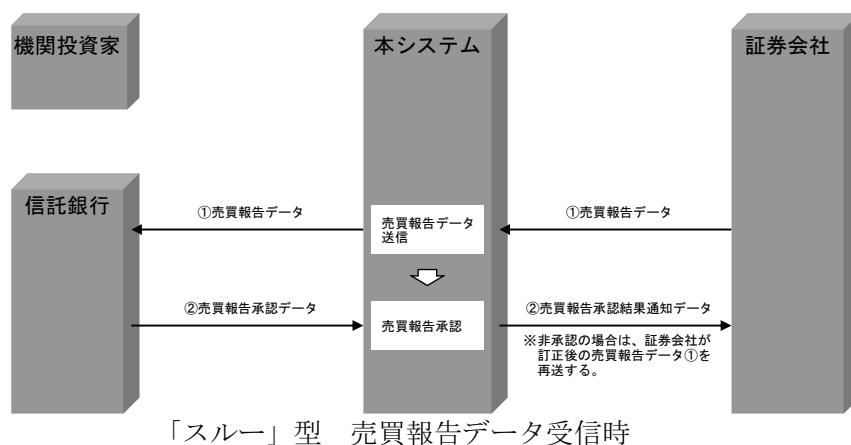 機関投資家
本システム
証券会社
信託銀行
①売買報告データ
売買報告データ
送信
①売買報告データ
②売買報告承認データ
売買報告承認
②売買報告承認結果通知データ
※非承認の場合は、証券会社が
訂正後の売買報告データ①を
再送する。
「スルー」型 売買報告データ受信時